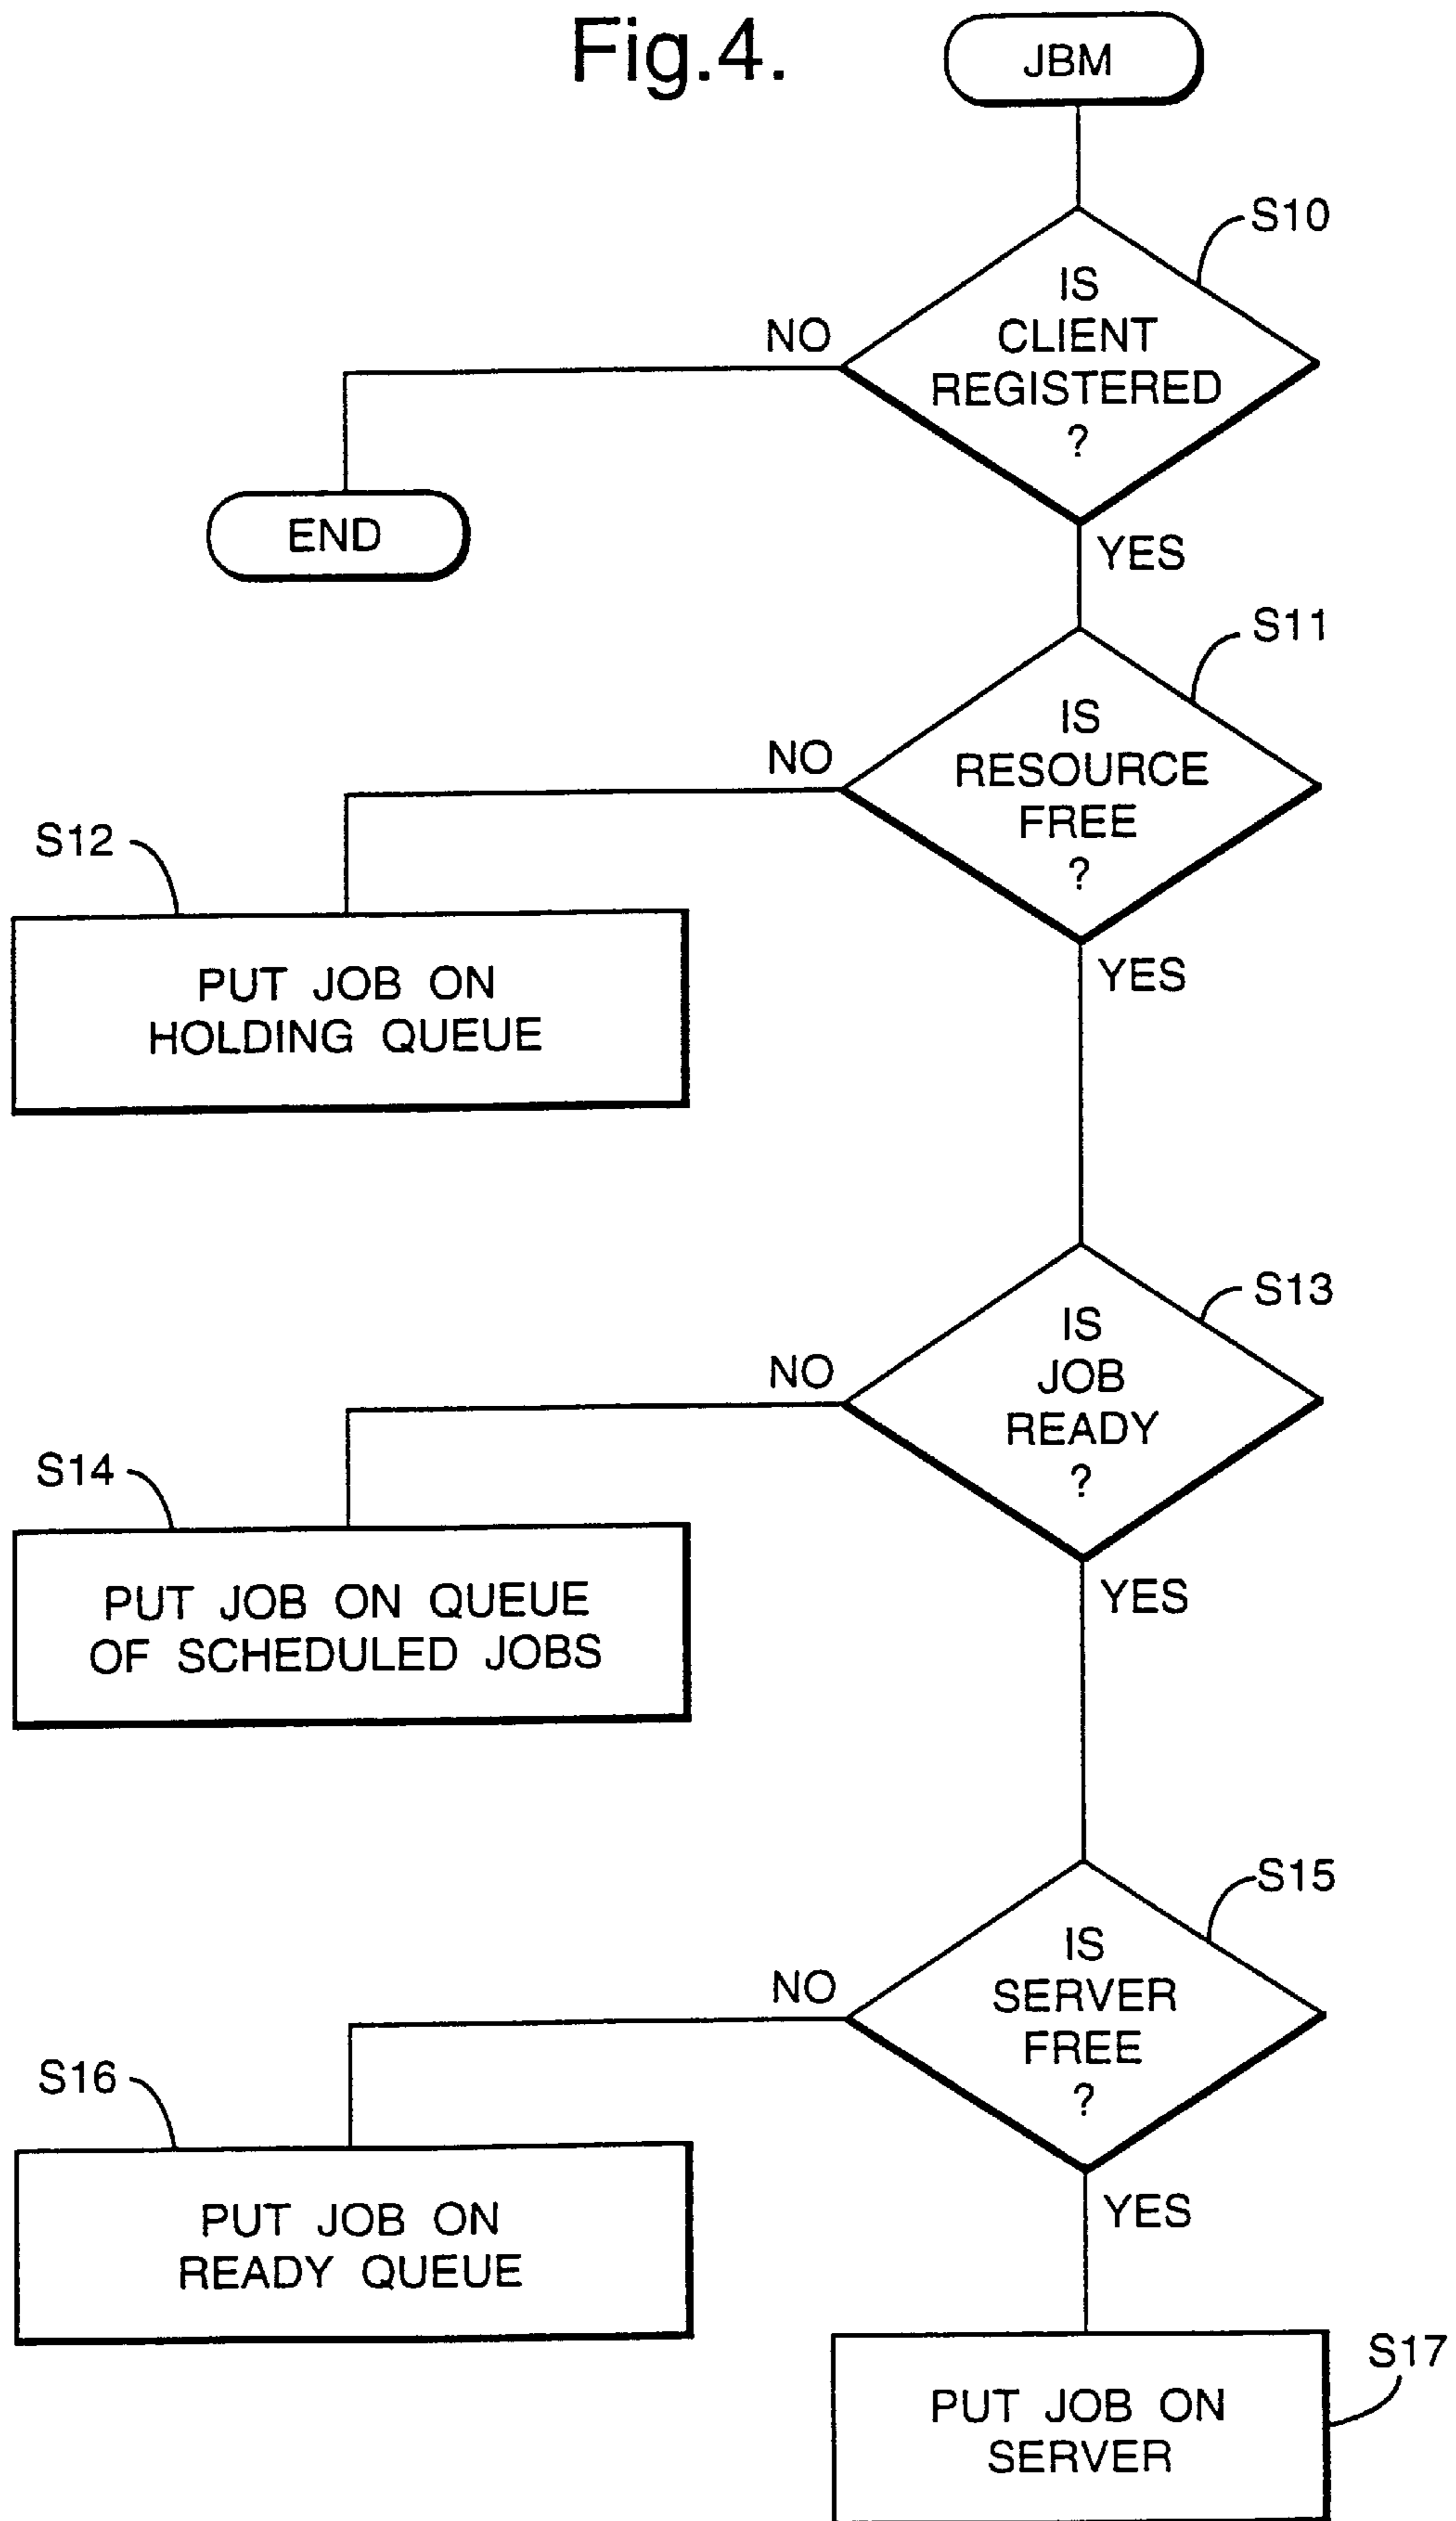 Fig.4.
JBM
S10
IS
CLIENT
REGISTERED
?
NO
END
YES
S11
IS
RESOURCE
FREE
?
NO
S12
PUT JOB ON
HOLDING QUEUE
YES
S13
IS
JOB
READY
?
NO
S14
PUT JOB ON QUEUE
OF SCHEDULED JOBS
YES
S15
IS
SERVER
FREE
?
NO
S16
PUT JOB ON
READY QUEUE
YES
S17
PUT JOB ON
SERVER